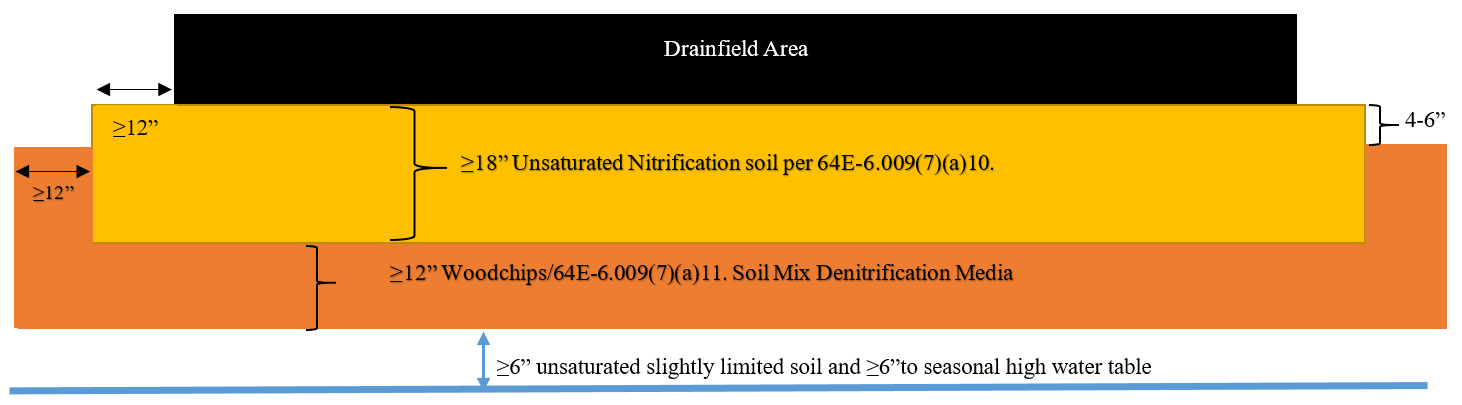 Drainfield Area
≥12”
4-6”
≥18” Unsaturated Nitrification soil per 64E-6.009(7)(a)10.
≥12”
≥12” Woodchips/64E-6.009(7)(a)11. Soil Mix Denitrification Media
≥6” unsaturated slightly limited soil and ≥6”to seasonal high water table